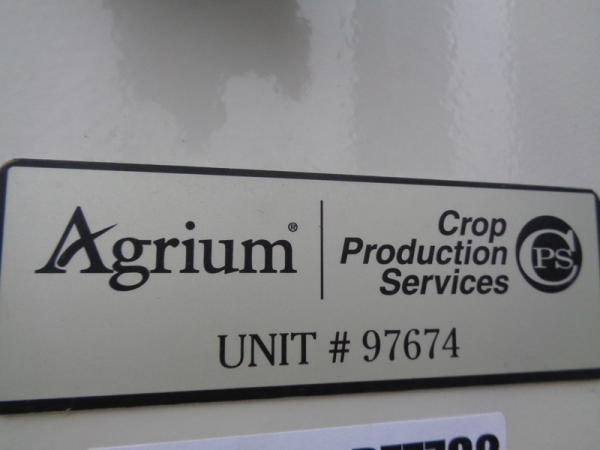 Agrium®
Crop
Production
Services
CPS
UNIT # 97674